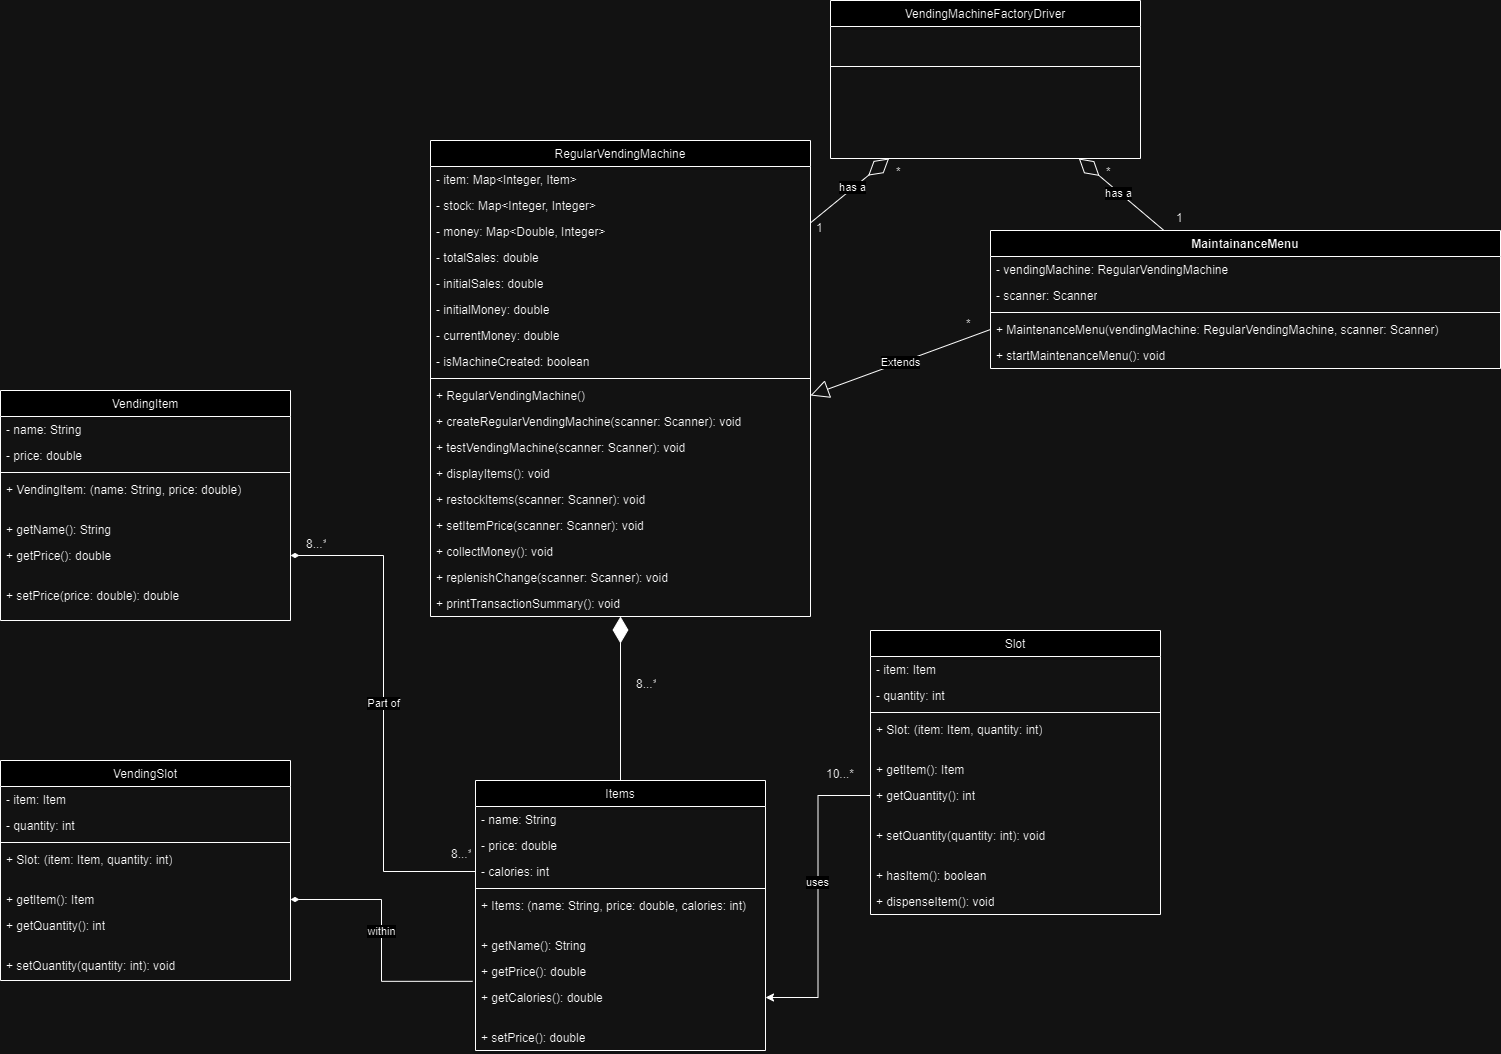 VendingMachineFactoryDriver
*
*
has a
has a
1
1
RegularVendingMachine
- item: Map<Integer, Item>
- stock: Map<Integer, Integer>
- money: Map<Double, Integer>
- totalSales: double
- initialSales: double
- initialMoney: double
- currentMoney: double
- isMachineCreated: boolean
+ RegularVendingMachine()
+ createRegularVendingMachine(scanner: Scanner): void
+ testVendingMachine(scanner: Scanner): void
+ displayItems(): void
+ restockItems(scanner: Scanner): void
+ setItemPrice(scanner: Scanner): void
+ collectMoney(): void
+ replenishChange(scanner: Scanner): void
+ printTransactionSummary(): void
MaintainanceMenu
- vendingMachine: RegularVendingMachine
- scanner: Scanner
+ MaintenanceMenu(vendingMachine: RegularVendingMachine, scanner: Scanner)
+ startMaintenanceMenu(): void
*
Extends
VendingItem
- name: String
- price: double
+ VendingItem: (name: String, price: double)
+ getName(): String
+ getPrice(): double
+ setPrice(price: double): double
8...*
Part of
8...*
8...*
VendingSlot
- item: Item
- quantity: int
+ Slot: (item: Item, quantity: int)
+ getItem(): Item
+ getQuantity(): int
+ setQuantity(quantity: int): void
within
Items
- name: String
- price: double
- calories: int
+ Items: (name: String, price: double, calories: int)
+ getName(): String
+ getPrice(): double
+ getCalories(): double
+ setPrice(): double
10...*
uses
Slot
- item: Item
- quantity: int
+ Slot: (item: Item, quantity: int)
+ getItem(): Item
+ getQuantity(): int
+ setQuantity(quantity: int): void
+ hasItem(): boolean
+ dispenseItem(): void